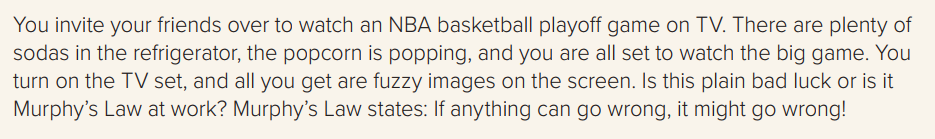 You invite your friends over to watch an NBA basketball playoff game on TV. There are plenty of
sodas in the refrigerator, the popcorn is popping, and you are all set to watch the big game. You
turn on the TV set, and all you get are fuzzy images on the screen. Is this plain bad luck or is it
Murphy’s Law at work? Murphy’s Law states: If anything can go wrong, it might go wrong!